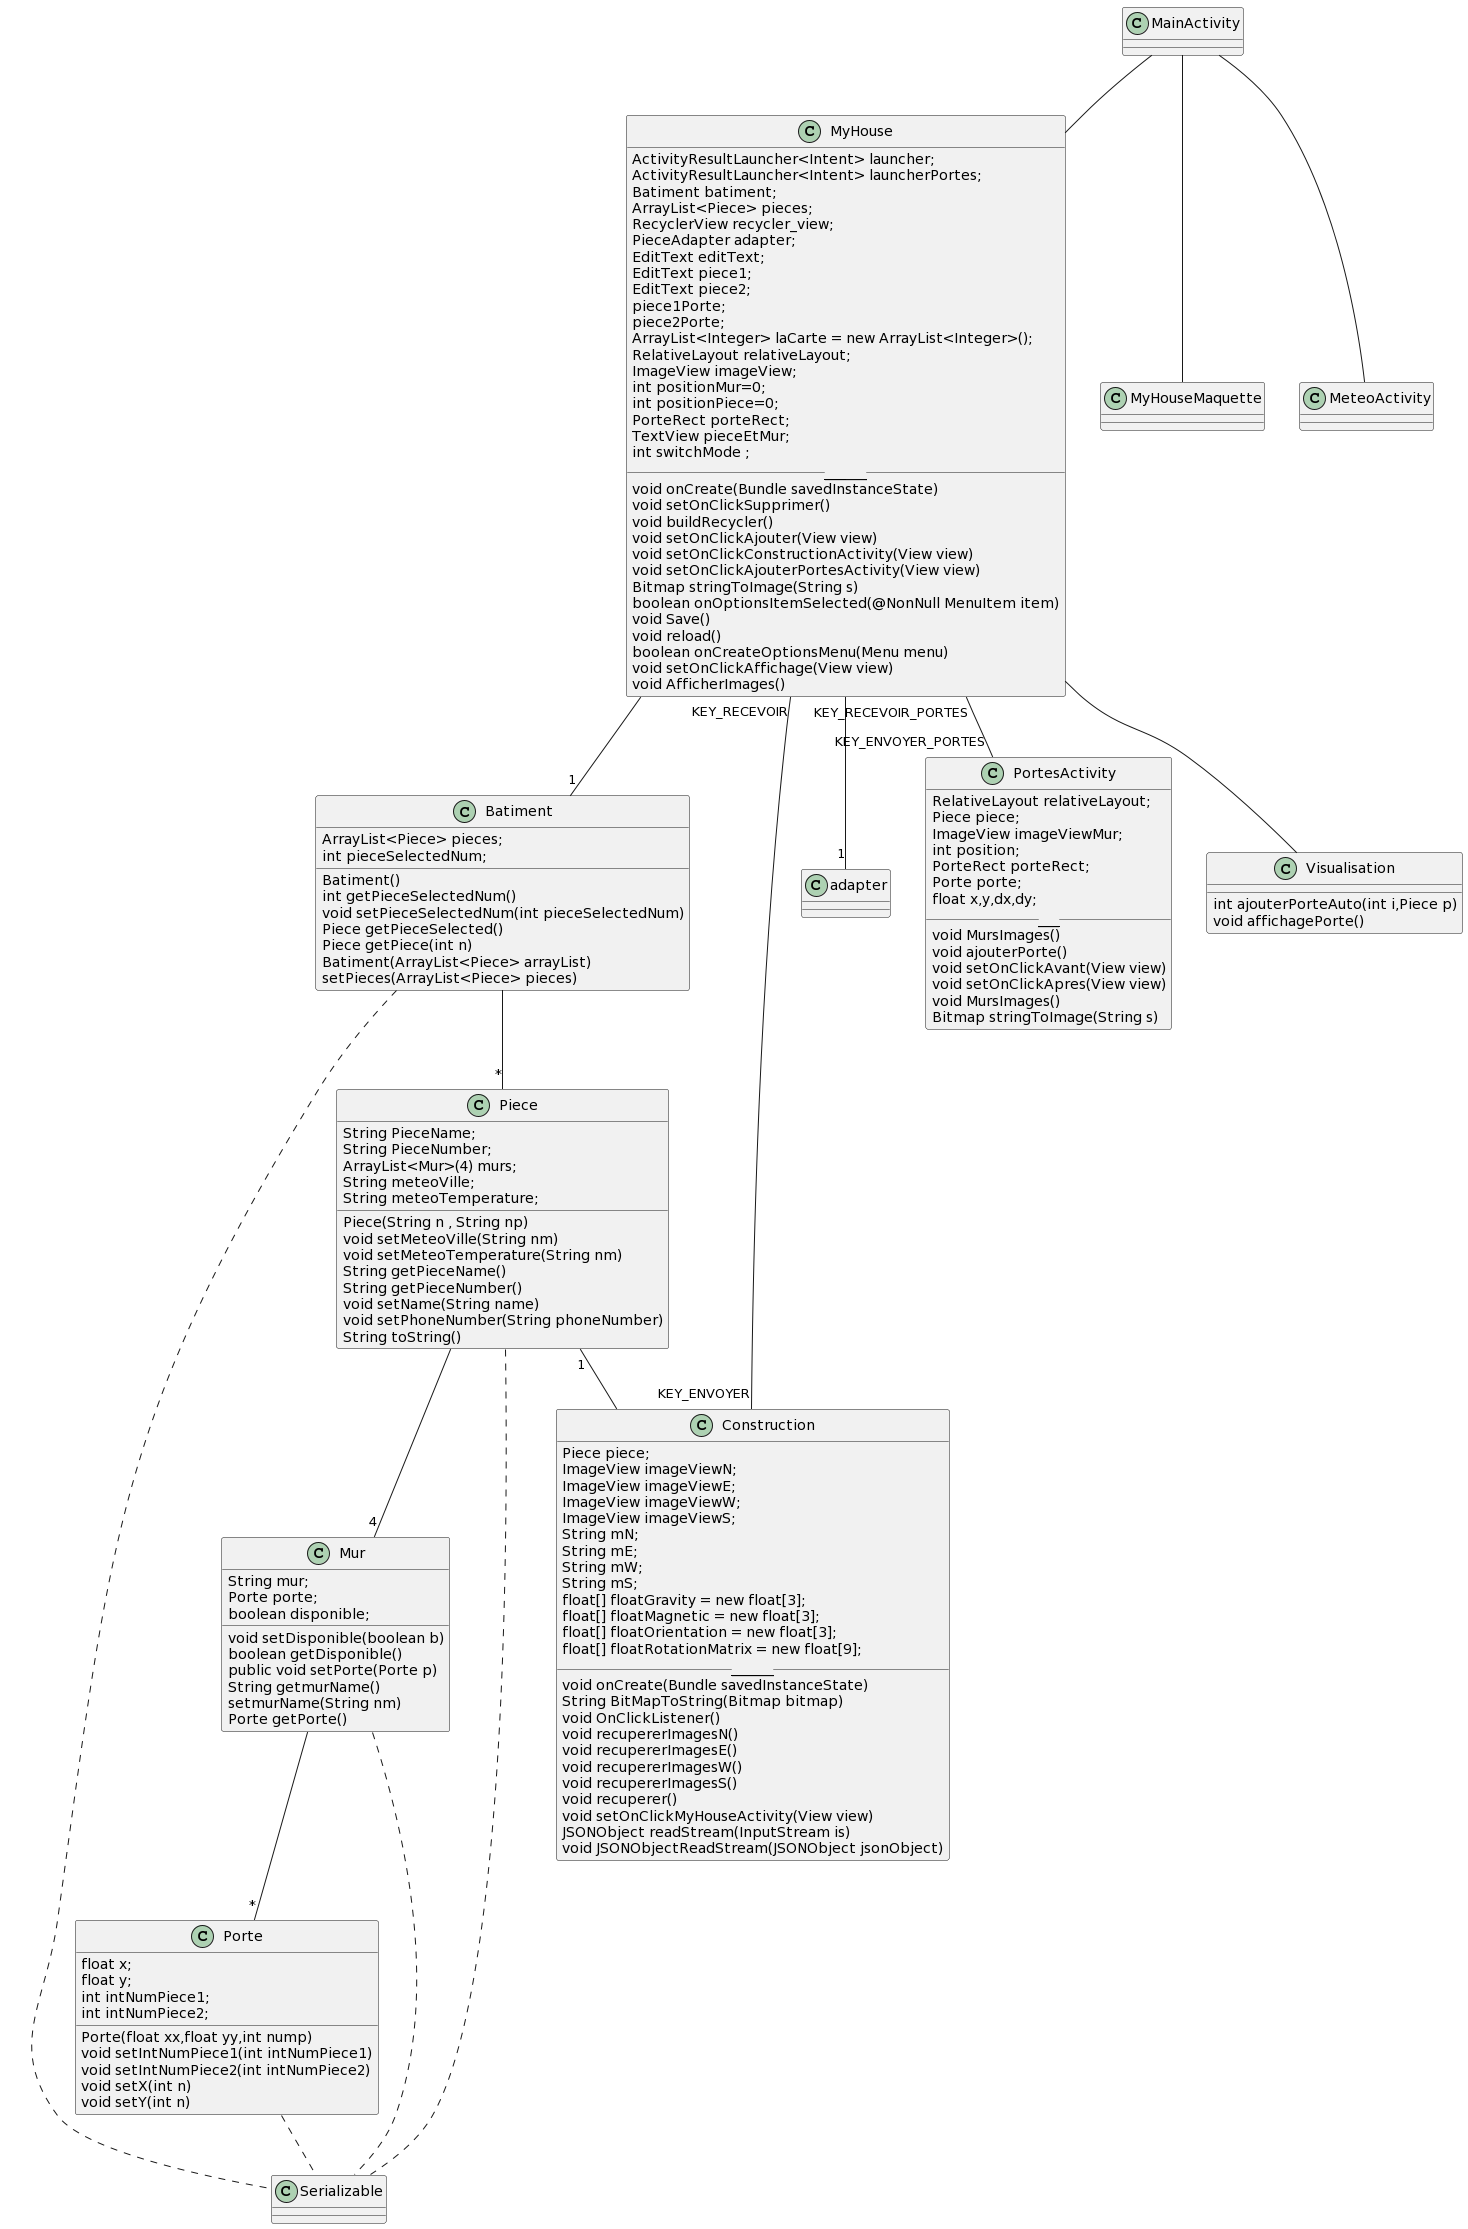 MainActivity
MyHouse
ActivityResultLauncher<Intent> launcher;
ActivityResultLauncher<Intent> launcherPortes;
Batiment batiment;
ArrayList<Piece> pieces;
RecyclerView recycler_view;
PieceAdapter adapter;
EditText editText;
EditText piece1;
EditText piece2;
piece1Porte;
piece2Porte;
ArrayList<Integer> laCarte = new ArrayList<Integer>();
RelativeLayout relativeLayout;
ImageView imageView;
int positionMur=0;
int positionPiece=0;
PorteRect porteRect;
TextView pieceEtMur;
int switchMode ;
void onCreate(Bundle savedInstanceState)
void setOnClickSupprimer()
void buildRecycler()
void setOnClickAjouter(View view)
void setOnClickConstructionActivity(View view)
void setOnClickAjouterPortesActivity(View view)
Bitmap stringToImage(String s)
boolean onOptionsItemSelected(@NonNull MenuItem item)
void Save()
void reload()
boolean onCreateOptionsMenu(Menu menu)
void setOnClickAffichage(View view)
void AfficherImages()
MyHouseMaquette
MeteoActivity
KEY_RECEVOIR
KEY_RECEVOIR_PORTES
KEY_ENVOYER_PORTES
1
1
Batiment
ArrayList<Piece> pieces;
int pieceSelectedNum;
Batiment()
int getPieceSelectedNum()
void setPieceSelectedNum(int pieceSelectedNum)
Piece getPieceSelected()
Piece getPiece(int n)
Batiment(ArrayList<Piece> arrayList)
setPieces(ArrayList<Piece> pieces)
adapter
PortesActivity
RelativeLayout relativeLayout;
Piece piece;
ImageView imageViewMur;
int position;
PorteRect porteRect;
Porte porte;
float x,y,dx,dy;
void MursImages()
void ajouterPorte()
void setOnClickAvant(View view)
void setOnClickApres(View view)
void MursImages()
Bitmap stringToImage(String s)
Visualisation
int ajouterPorteAuto(int i,Piece p)
void affichagePorte()
*
Piece
String PieceName;
String PieceNumber;
ArrayList<Mur>(4) murs;
String meteoVille;
String meteoTemperature;
Piece(String n , String np)
void setMeteoVille(String nm)
void setMeteoTemperature(String nm)
String getPieceName()
String getPieceNumber()
void setName(String name)
void setPhoneNumber(String phoneNumber)
String toString()
1
KEY_ENVOYER
4
Construction
Piece piece;
ImageView imageViewN;
ImageView imageViewE;
ImageView imageViewW;
ImageView imageViewS;
String mN;
String mE;
String mW;
String mS;
float[] floatGravity = new float[3];
float[] floatMagnetic = new float[3];
float[] floatOrientation = new float[3];
float[] floatRotationMatrix = new float[9];
void onCreate(Bundle savedInstanceState)
String BitMapToString(Bitmap bitmap)
void OnClickListener()
void recupererImagesN()
void recupererImagesE()
void recupererImagesW()
void recupererImagesS()
void recuperer()
void setOnClickMyHouseActivity(View view)
JSONObject readStream(InputStream is)
void JSONObjectReadStream(JSONObject jsonObject)
Mur
String mur;
Porte porte;
boolean disponible;
void setDisponible(boolean b)
boolean getDisponible()
public void setPorte(Porte p)
String getmurName()
setmurName(String nm)
Porte getPorte()
*
Porte
float x;
float y;
int intNumPiece1;
int intNumPiece2;
Porte(float xx,float yy,int nump)
void setIntNumPiece1(int intNumPiece1)
void setIntNumPiece2(int intNumPiece2)
void setX(int n)
void setY(int n)
Serializable